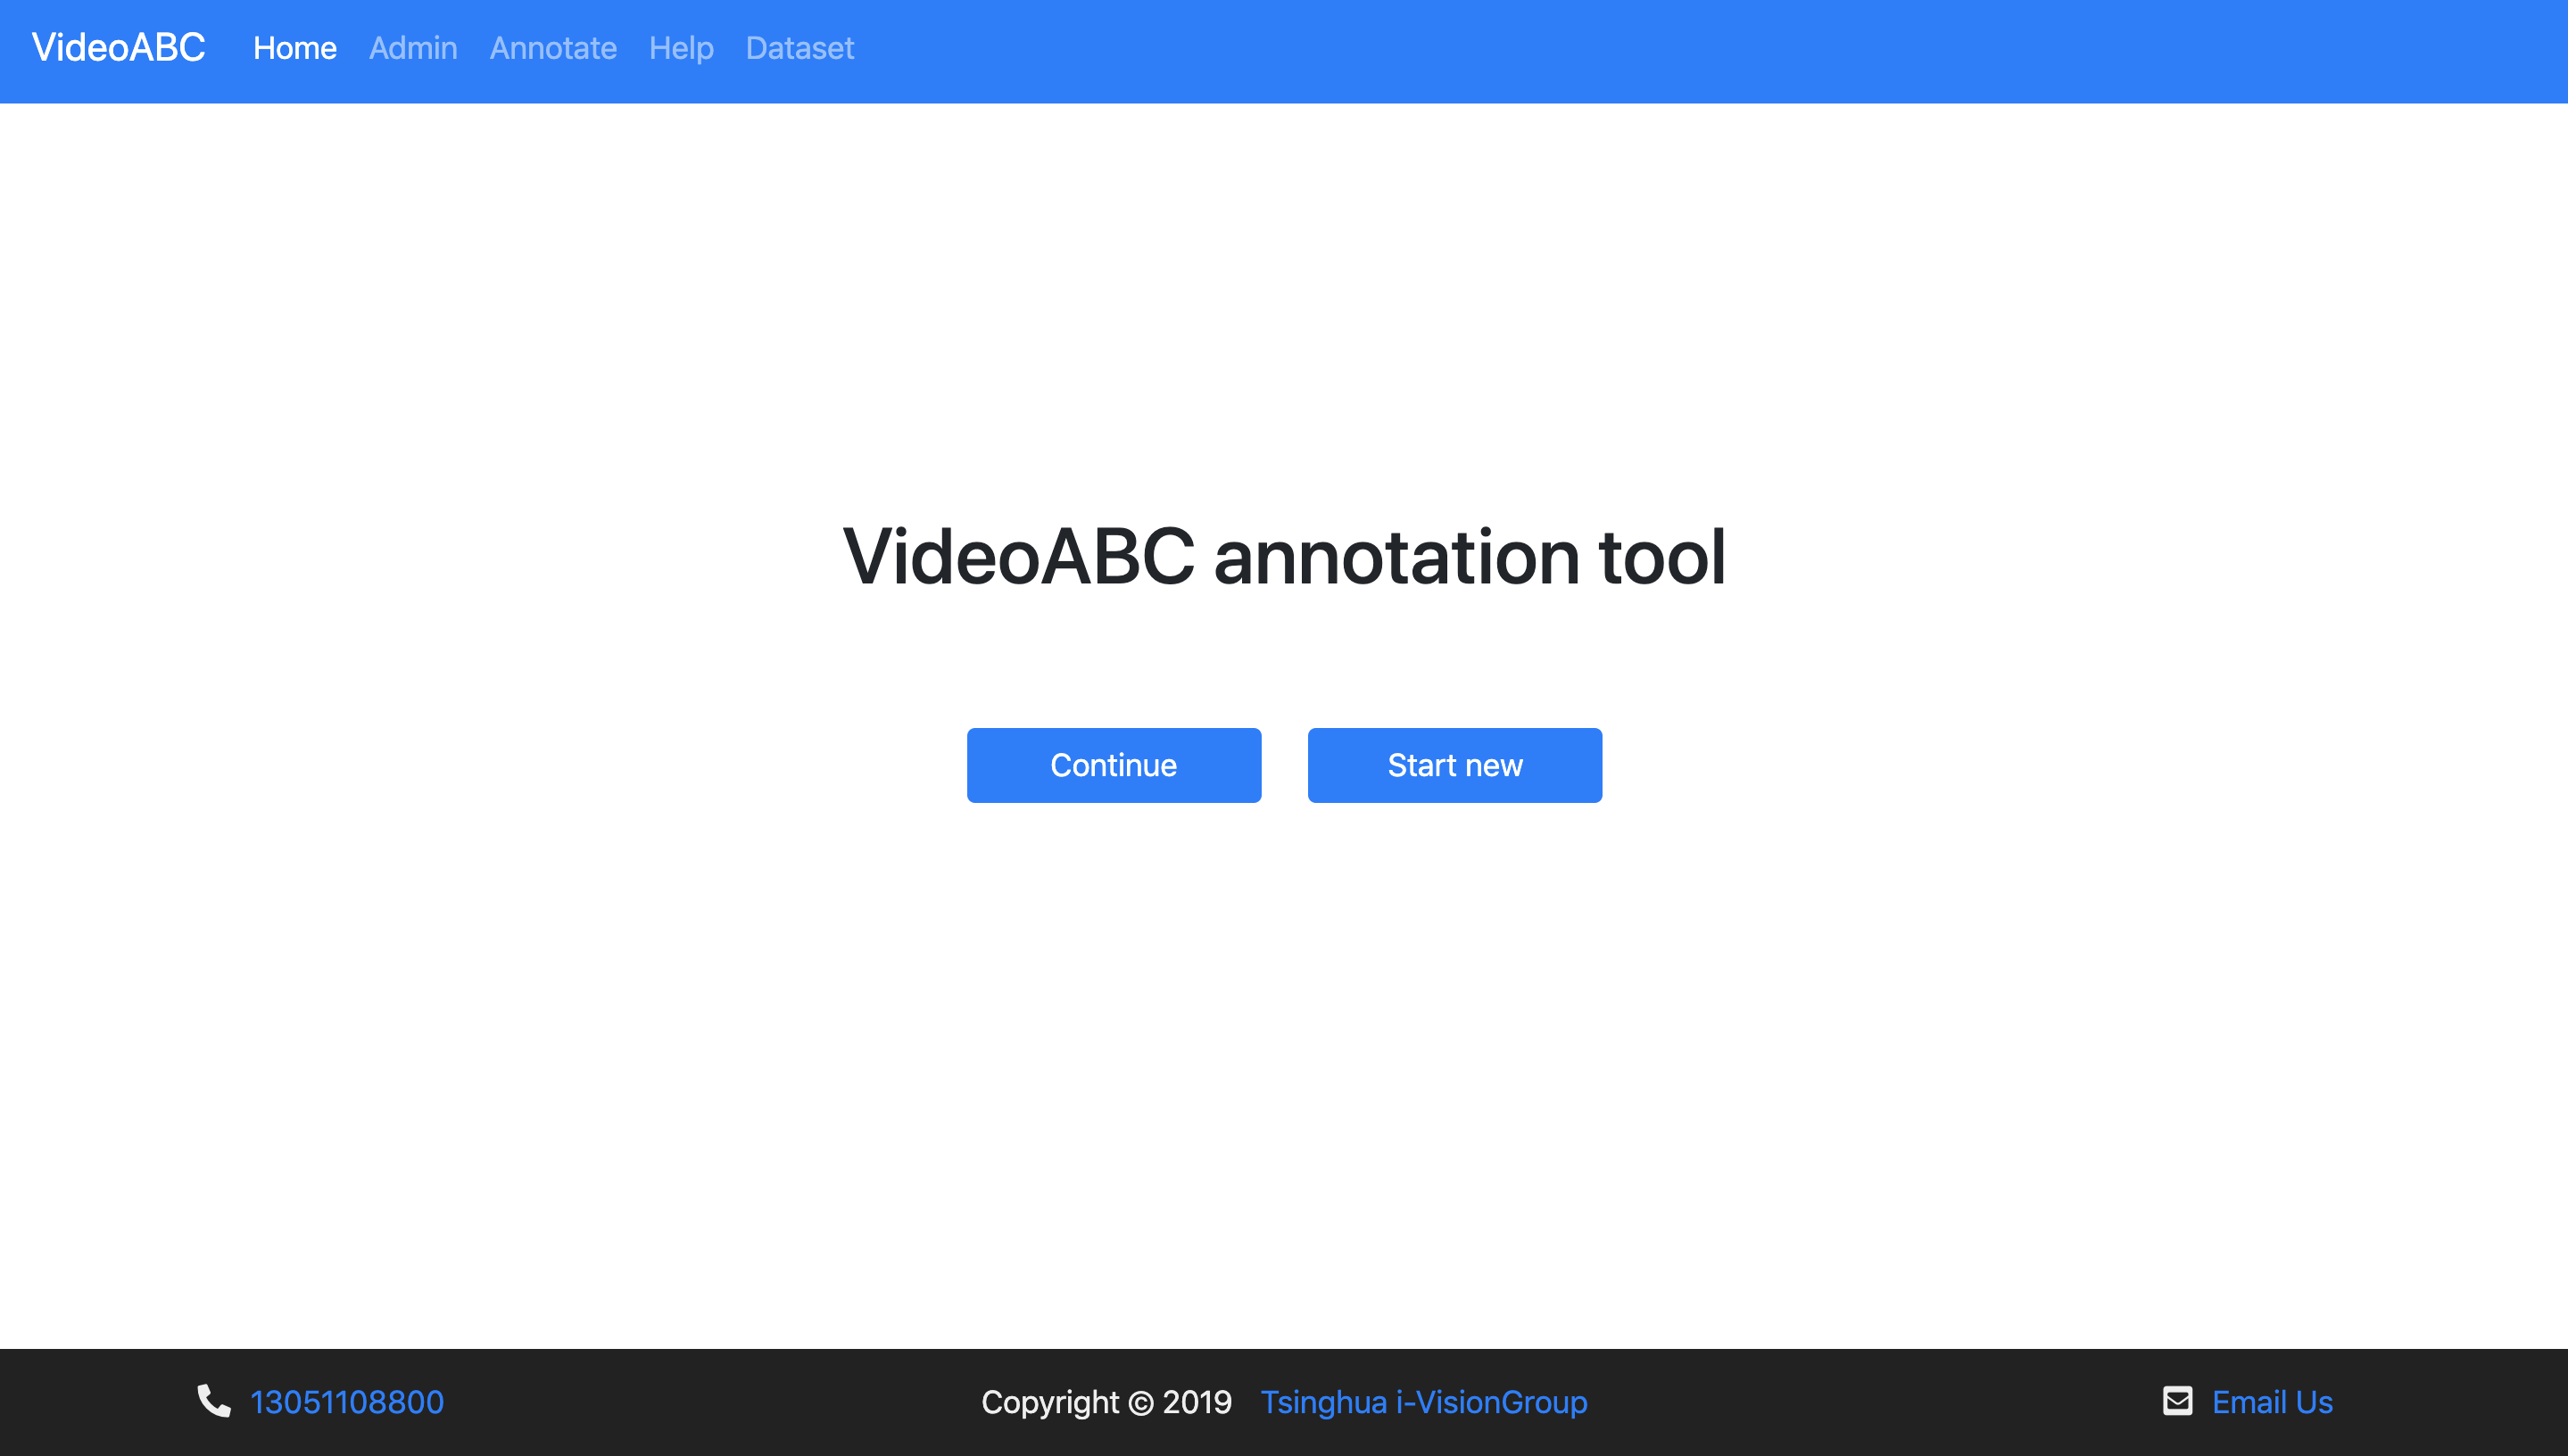 VideoABC Home Admin Annotate Help Dataset
VideoABC annotation tool
Continue Start new
13051108800 Copyright © 2019 Tsinghua i-VisionGroup Email Us